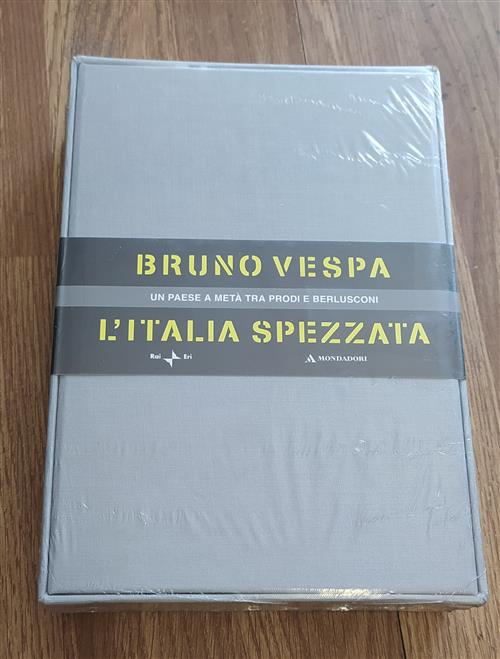 BRUNO VESPA
UN PAESE A METÀ TRA PRODI E BERLUSCONI
L'ITALIA SPEZZATA
Rai Eri
MONDADORI